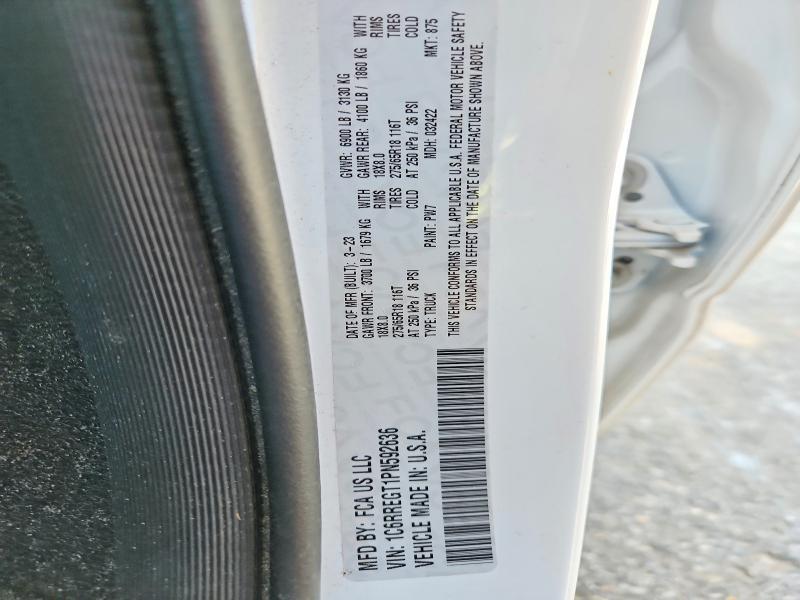 MFD BY: FCA US LLC
DATE OF MFR (BUILT): 3-23 GVWR: 6900 LB / 3130 KG
GAWR FRONT: 3700 LB / 1679 KG WITH GAWR REAR: 4100 LB / 1860 KG WITH
18X8.0 RIMS 18X8.0 RIMS
275/65R18 116T TIRES 275/65R18 116T TIRES
AT 250 kPa / 36 PSI COLD AT 250 kPa / 36 PSI COLD
VIN: 1C6RREGT1PN592636
TYPE: TRUCK PAINT: PW7 MDH: 032422 MKT: 875
VEHICLE MADE IN: U.S.A.
THIS VEHICLE CONFORMS TO ALL APPLICABLE U.S.A. FEDERAL MOTOR VEHICLE SAFETY
STANDARDS IN EFFECT ON THE DATE OF MANUFACTURE SHOWN ABOVE.